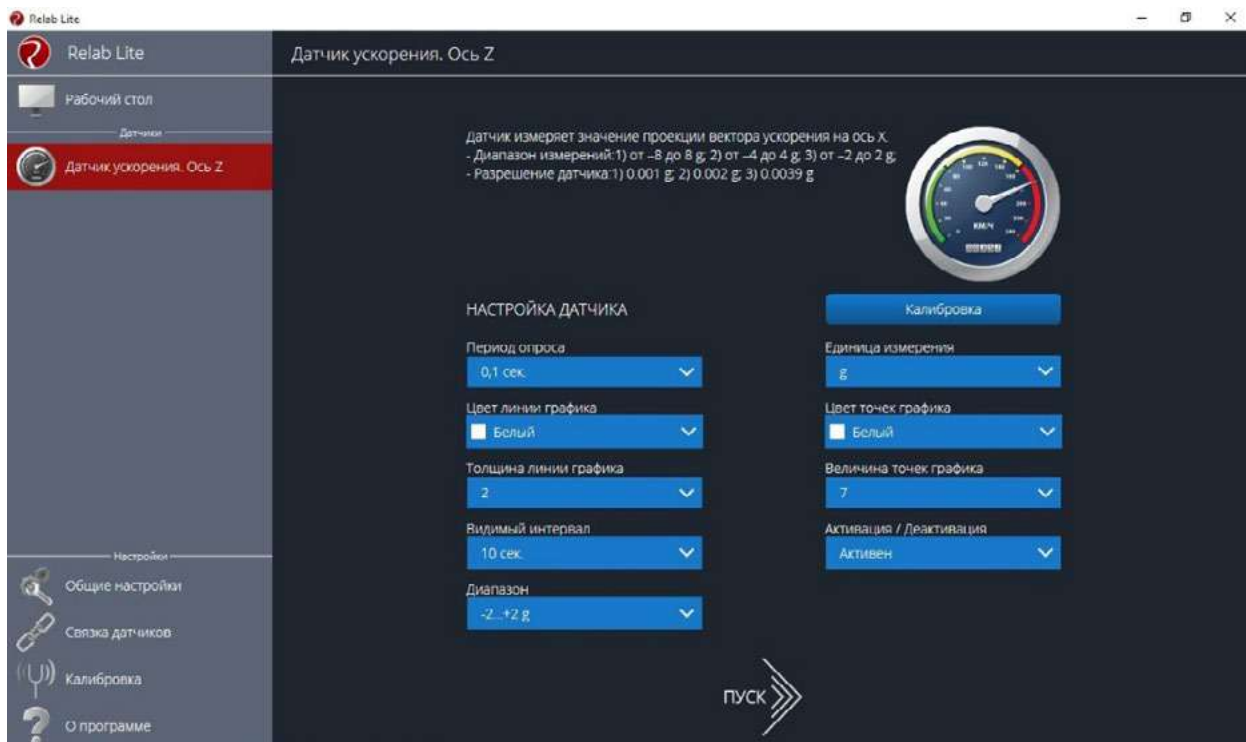 Relab Lite
Relab Lite
Датчик ускорения. Ось Z
Рабочий стол
Датчики
Датчик ускорения. Ось Z
Датчик измеряет значение проекции вектора ускорения на ось X.
- Диапазон измерений:1) от –8 до 8 g; 2) от –4 до 4 g; 3) от –2 до 2 g;
- Разрешение датчика:1) 0.001 g; 2) 0.002 g; 3) 0.0039 g
КМ/Ч
НАСТРОЙКА ДАТЧИКА
Калибровка
Период опроса
0,1 сек.
Единица измерения
g
Цвет линии графика
Белый
Цвет точек графика
Белый
Толщина линии графика
2
Величина точек графика
7
Видимый интервал
10 сек.
Активация / Деактивация
Активен
Диапазон
-2...+2 g
ПУСК
Настройки
Общие настройки
Связка датчиков
Калибровка
О программе